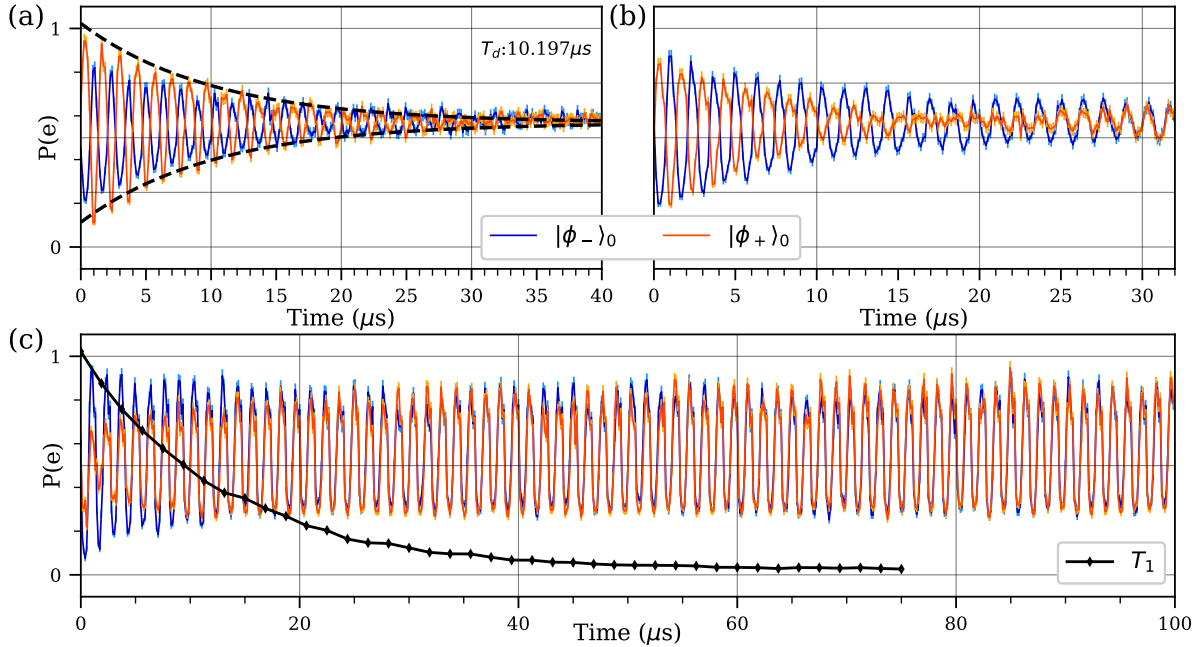 (a)
(b)
1
0
P(e)
T_d:10.197μs
|ϕ₋⟩₀
|ϕ₊⟩₀
0 5 10 15 20 25 30 35 40
0 5 10 15 20 25 30
Time (μs)
Time (μs)
(c)
1
0
P(e)
T₁
0 20 40 60 80 100
Time (μs)